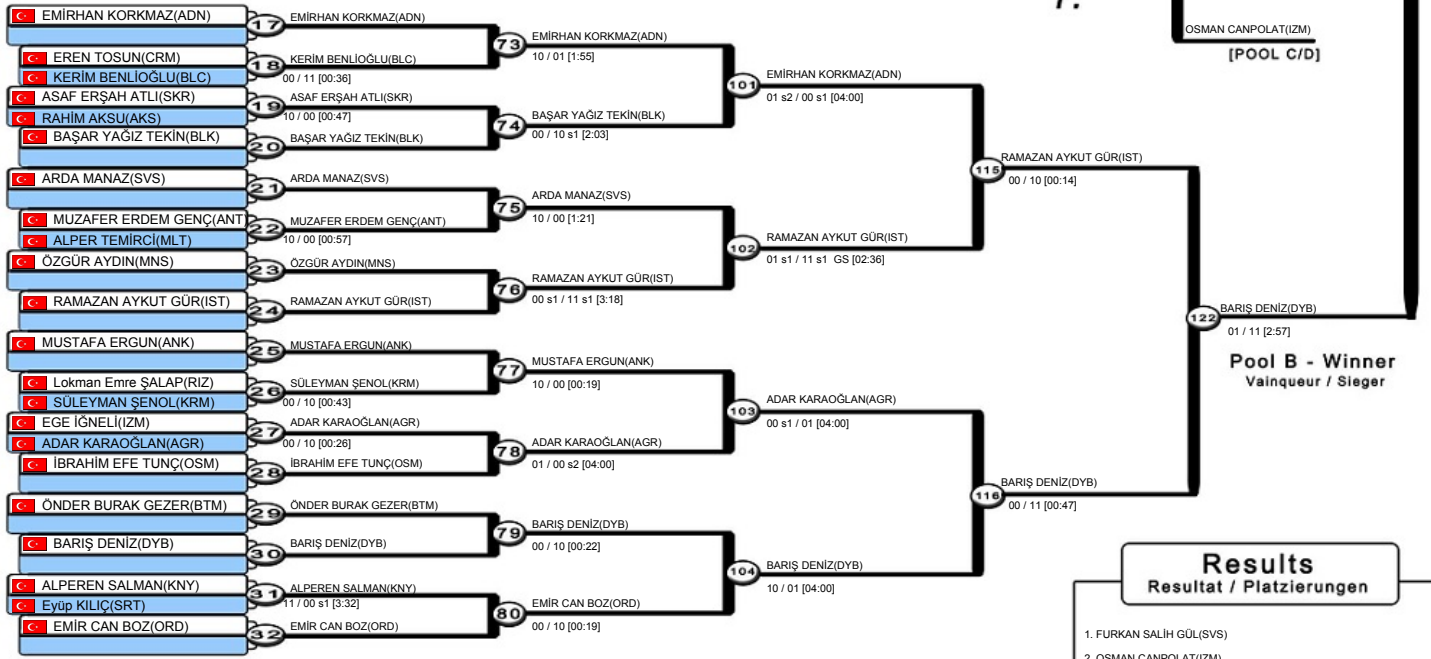 1.
OSMAN CANPOLAT(IZM)
[POOL C/D]
EMİRHAN KORKMAZ(ADN)
EREN TOSUN(CRM)
KERİM BENLİOĞLU(BLC)
ASAF ERŞAH ATLI(SKR)
RAHİM AKSU(AKS)
BAŞAR YAĞIZ TEKİN(BLK)
ARDA MANAZ(SVS)
MUZAFER ERDEM GENÇ(ANT)
ALPER TEMİRCİ(MLT)
ÖZGÜR AYDIN(MNS)
RAMAZAN AYKUT GÜR(IST)
MUSTAFA ERGUN(ANK)
Lokman Emre ŞALAP(RIZ)
SÜLEYMAN ŞENOL(KRM)
EGE İĞNELİ(IZM)
ADAR KARAOĞLAN(AGR)
İBRAHİM EFE TUNÇ(OSM)
ÖNDER BURAK GEZER(BTM)
BARIŞ DENİZ(DYB)
ALPEREN SALMAN(KNY)
Eyüp KILIÇ(SRT)
EMİR CAN BOZ(ORD)
17
EMİRHAN KORKMAZ(ADN)
18
KERİM BENLİOĞLU(BLC)
00 / 11 [00:36]
19
ASAF ERŞAH ATLI(SKR)
10 / 00 [00:47]
20
BAŞAR YAĞIZ TEKİN(BLK)
21
ARDA MANAZ(SVS)
22
MUZAFER ERDEM GENÇ(ANT)
10 / 00 [00:57]
23
ÖZGÜR AYDIN(MNS)
24
RAMAZAN AYKUT GÜR(IST)
25
MUSTAFA ERGUN(ANK)
26
SÜLEYMAN ŞENOL(KRM)
00 / 10 [00:43]
27
ADAR KARAOĞLAN(AGR)
00 / 10 [00:26]
28
İBRAHİM EFE TUNÇ(OSM)
29
ÖNDER BURAK GEZER(BTM)
30
BARIŞ DENİZ(DYB)
31
ALPEREN SALMAN(KNY)
11 / 00 s1 [3:32]
32
EMİR CAN BOZ(ORD)
73
EMİRHAN KORKMAZ(ADN)
10 / 01 [1:55]
74
BAŞAR YAĞIZ TEKİN(BLK)
00 / 10 s1 [2:03]
75
ARDA MANAZ(SVS)
10 / 00 [1:21]
76
RAMAZAN AYKUT GÜR(IST)
00 s1 / 11 s1 [3:18]
77
MUSTAFA ERGUN(ANK)
10 / 00 [00:19]
78
ADAR KARAOĞLAN(AGR)
01 / 00 s2 [04:00]
79
BARIŞ DENİZ(DYB)
00 / 10 [00:22]
80
EMİR CAN BOZ(ORD)
00 / 10 [00:19]
101
EMİRHAN KORKMAZ(ADN)
01 s2 / 00 s1 [04:00]
102
RAMAZAN AYKUT GÜR(IST)
01 s1 / 11 s1 GS [02:36]
103
ADAR KARAOĞLAN(AGR)
00 s1 / 01 [04:00]
104
BARIŞ DENİZ(DYB)
10 / 01 [04:00]
115
RAMAZAN AYKUT GÜR(IST)
00 / 10 [00:14]
116
BARIŞ DENİZ(DYB)
00 / 11 [00:47]
122
BARIŞ DENİZ(DYB)
01 / 11 [2:57]
Pool B - Winner
Vainqueur / Sieger
Results
Resultat / Platzierungen
1. FURKAN SALİH GÜL(SVS)
2. OSMAN CANPOLAT(IZM)